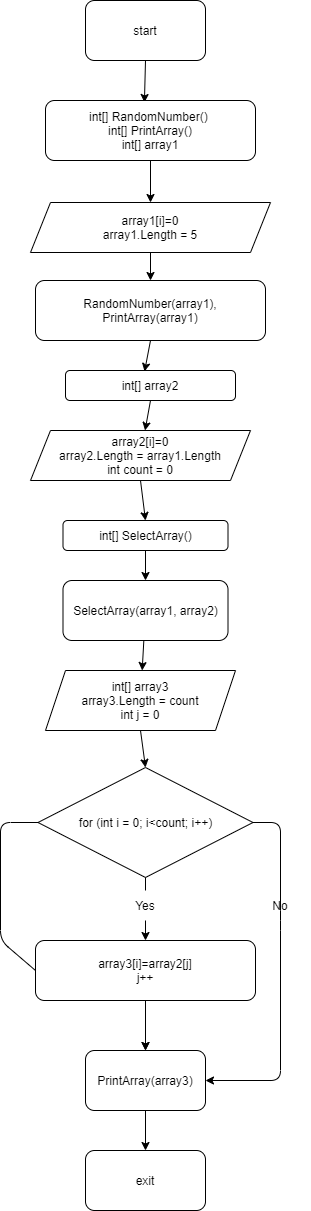 start
int[] RandomNumber()
int[] PrintArray()
int[] array1
array1[i]=0
array1.Length = 5
RandomNumber(array1),
PrintArray(array1)
int[] array2
array2[i]=0
array2.Length = array1.Length
int count = 0
int[] SelectArray()
SelectArray(array1, array2)
int[] array3
array3.Length = count
int j = 0
for (int i = 0; i<count; i++)
Yes
No
array3[i]=array2[j]
j++
PrintArray(array3)
exit